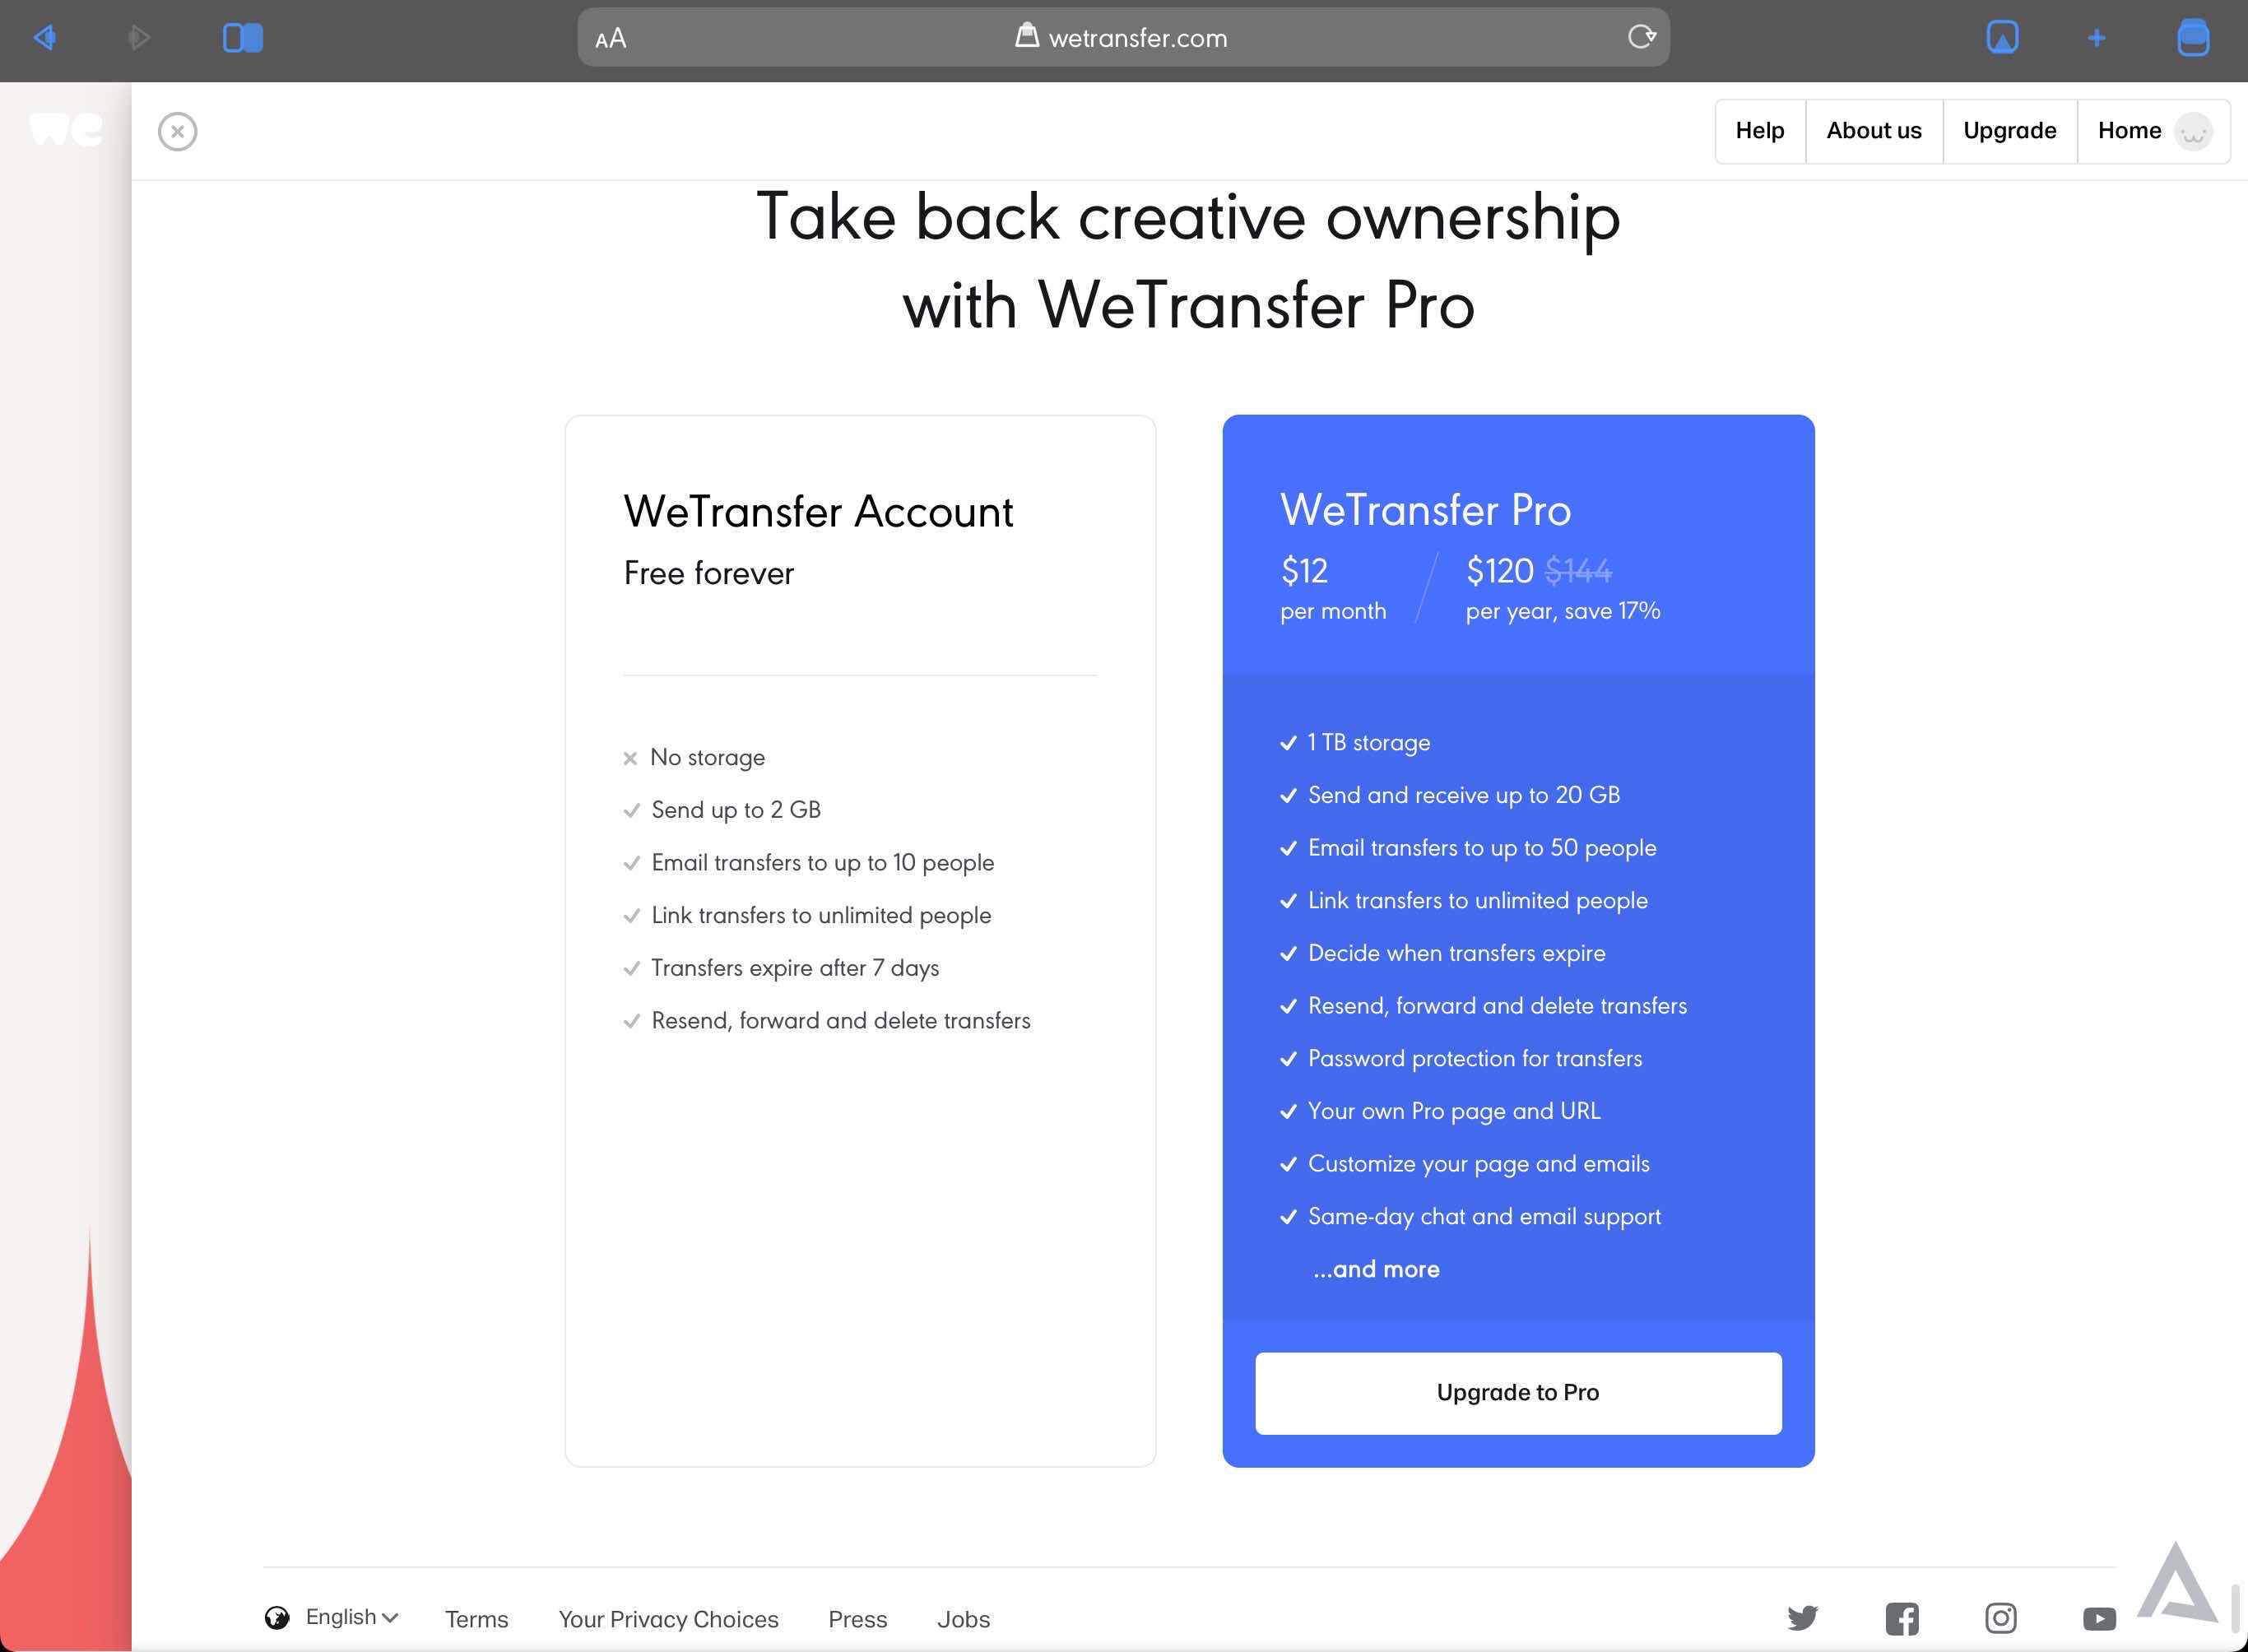 AA
wetransfer.com
we
Help
About us
Upgrade
Home
Take back creative ownership
with WeTransfer Pro
WeTransfer Account
Free forever
No storage
Send up to 2 GB
Email transfers to up to 10 people
Link transfers to unlimited people
Transfers expire after 7 days
Resend, forward and delete transfers
WeTransfer Pro
$12
per month
$120 $144
per year, save 17%
1 TB storage
Send and receive up to 20 GB
Email transfers to up to 50 people
Link transfers to unlimited people
Decide when transfers expire
Resend, forward and delete transfers
Password protection for transfers
Your own Pro page and URL
Customize your page and emails
Same-day chat and email support
...and more
Upgrade to Pro
English
Terms
Your Privacy Choices
Press
Jobs